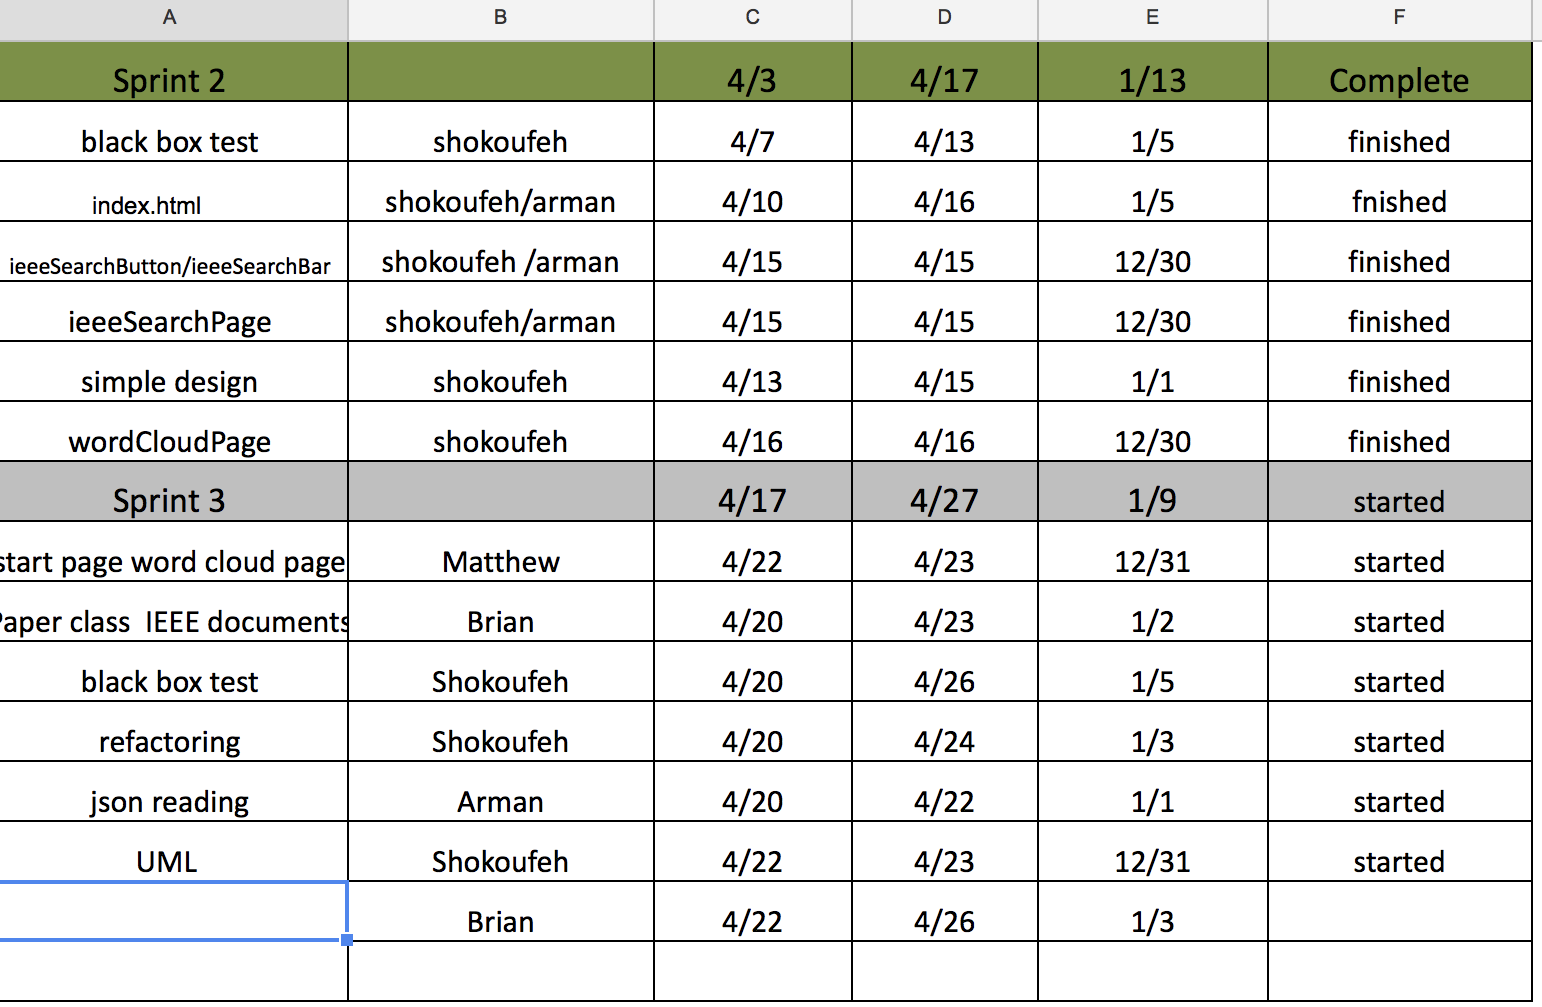 A B C D E F
Sprint 2 4/3 4/17 1/13 Complete
black box test shokoufeh 4/7 4/13 1/5 finished
index.html shokoufeh/arman 4/10 4/16 1/5 fnished
ieeeSearchButton/ieeeSearchBar shokoufeh /arman 4/15 4/15 12/30 finished
ieeeSearchPage shokoufeh/arman 4/15 4/15 12/30 finished
simple design shokoufeh 4/13 4/15 1/1 finished
wordCloudPage shokoufeh 4/16 4/16 12/30 finished
Sprint 3 4/17 4/27 1/9 started
start page word cloud page Matthew 4/22 4/23 12/31 started
Paper class IEEE documents Brian 4/20 4/23 1/2 started
black box test Shokoufeh 4/20 4/26 1/5 started
refactoring Shokoufeh 4/20 4/24 1/3 started
json reading Arman 4/20 4/22 1/1 started
UML Shokoufeh 4/22 4/23 12/31 started
Brian 4/22 4/26 1/3